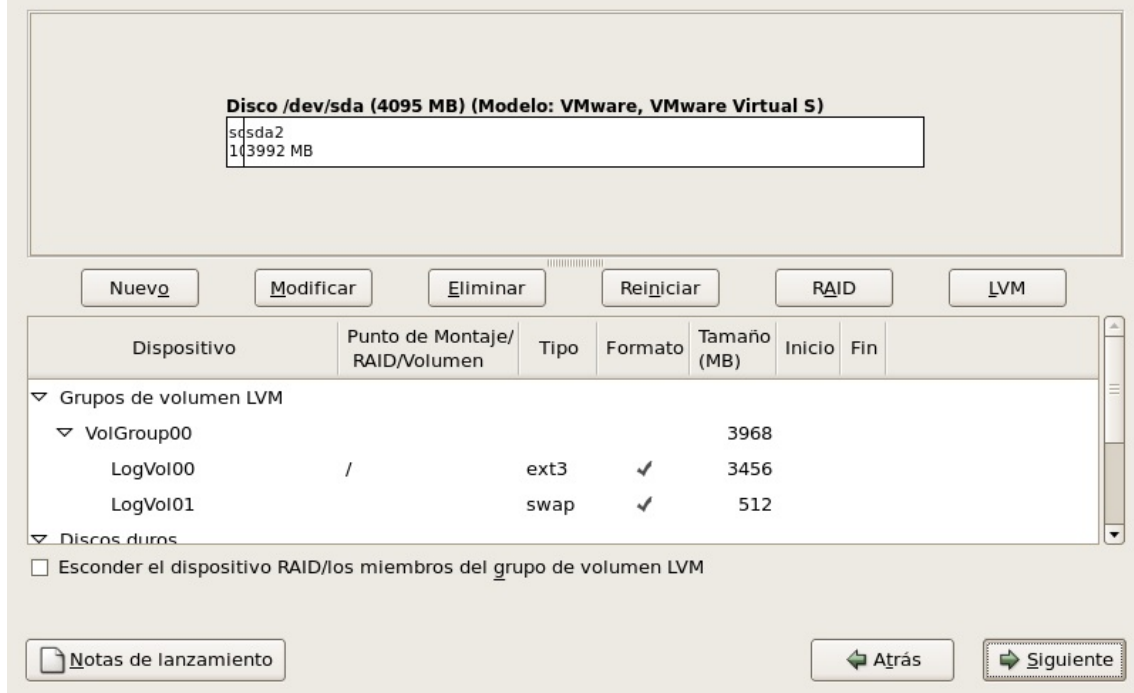 Disco /dev/sda (4095 MB) (Modelo: VMware, VMware Virtual S)
sda2
3992 MB
Nuevo Modificar Eliminar Reiniciar RAID LVM
Dispositivo Punto de Montaje/ RAID/Volumen Tipo Formato Tamaño (MB) Inicio Fin
Grupos de volumen LVM
VolGroup00 3968
LogVol00 / ext3 3456
LogVol01 swap 512
Discos duros
Esconder el dispositivo RAID/los miembros del grupo de volumen LVM
Notas de lanzamiento Atrás Siguiente